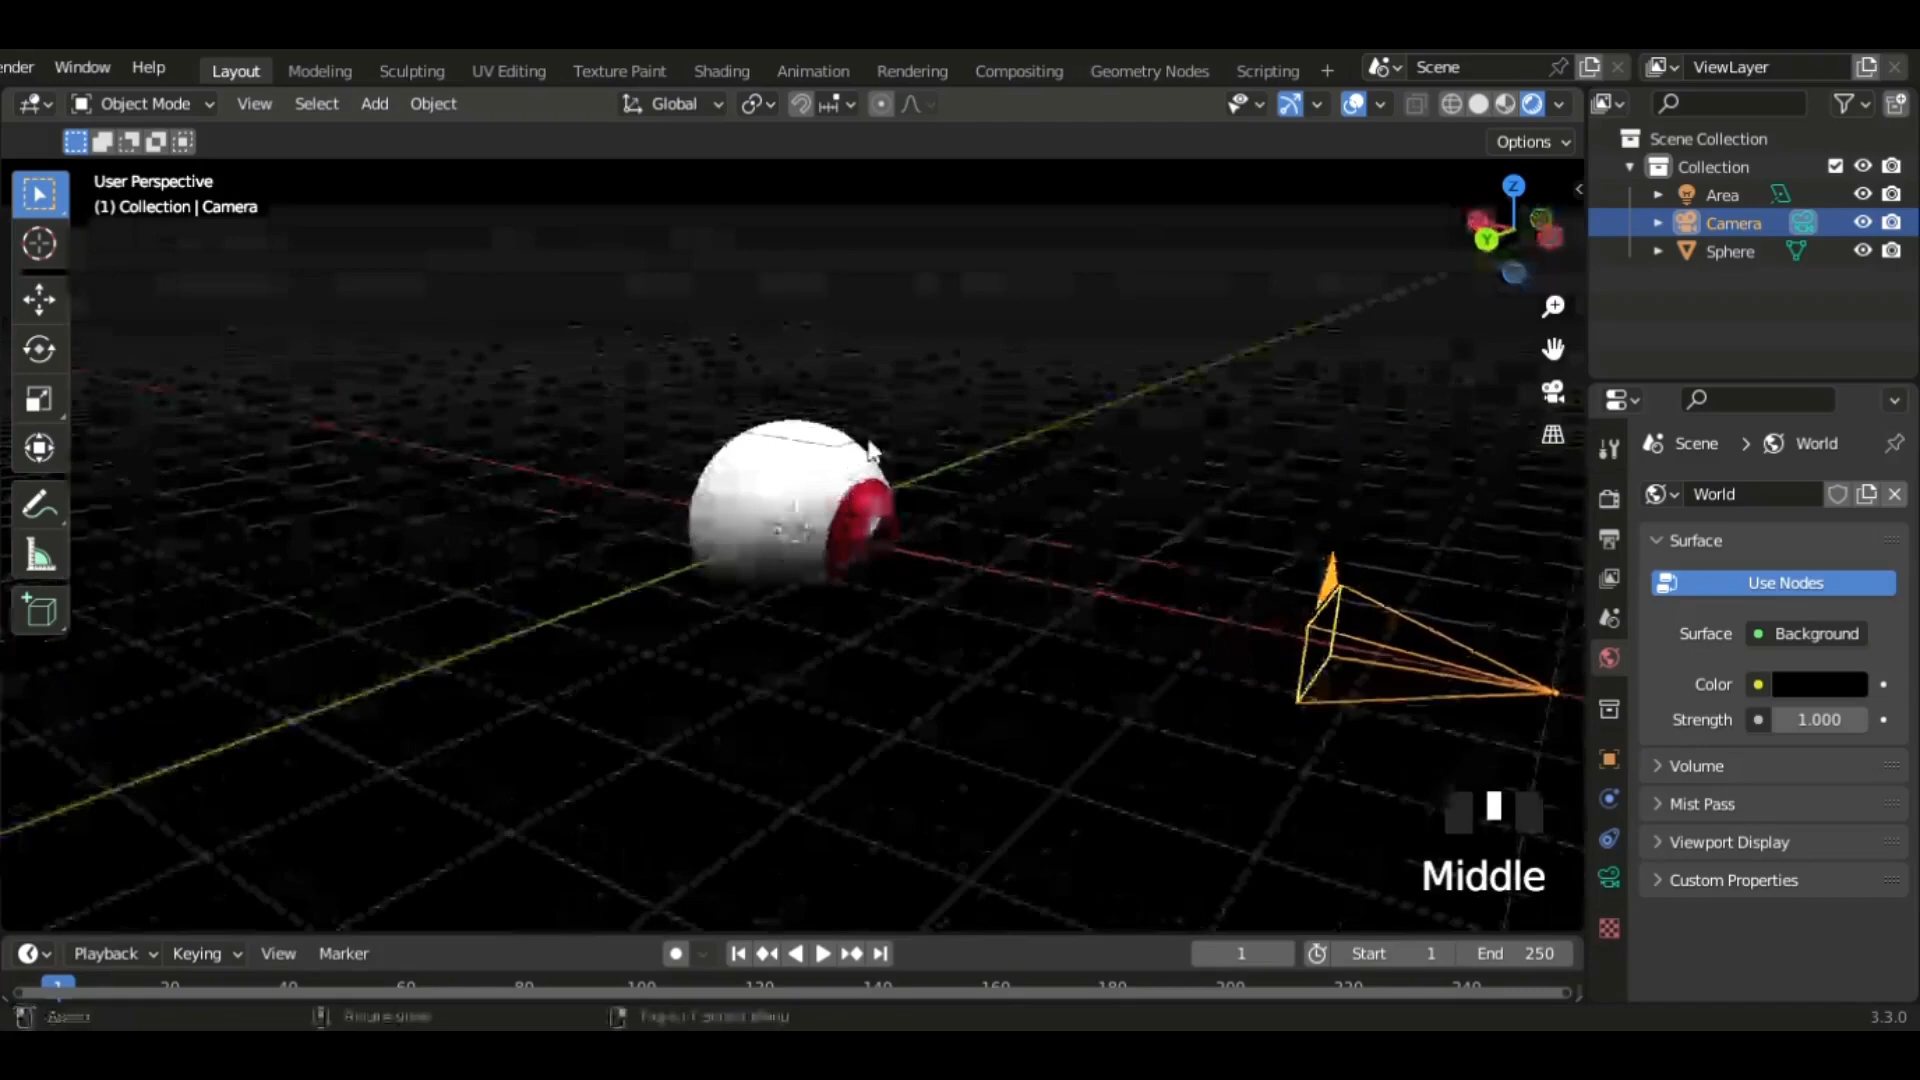 ender Window Help Layout Modeling Sculpting UV Editing Texture Paint Shading Animation Rendering Compositing Geometry Nodes Scripting + Scene ViewLayer
Object Mode View Select Add Object Global
Options
User Perspective
(1) Collection | Camera
Z
Y
Scene Collection
Collection
Area
Camera
Sphere
Scene > World
World
Surface
Use Nodes
Surface Background
Color
Strength 1.000
Volume
Mist Pass
Viewport Display
Custom Properties
Middle
Playback Keying View Marker 1 Start 1 End 250
1
3.3.0